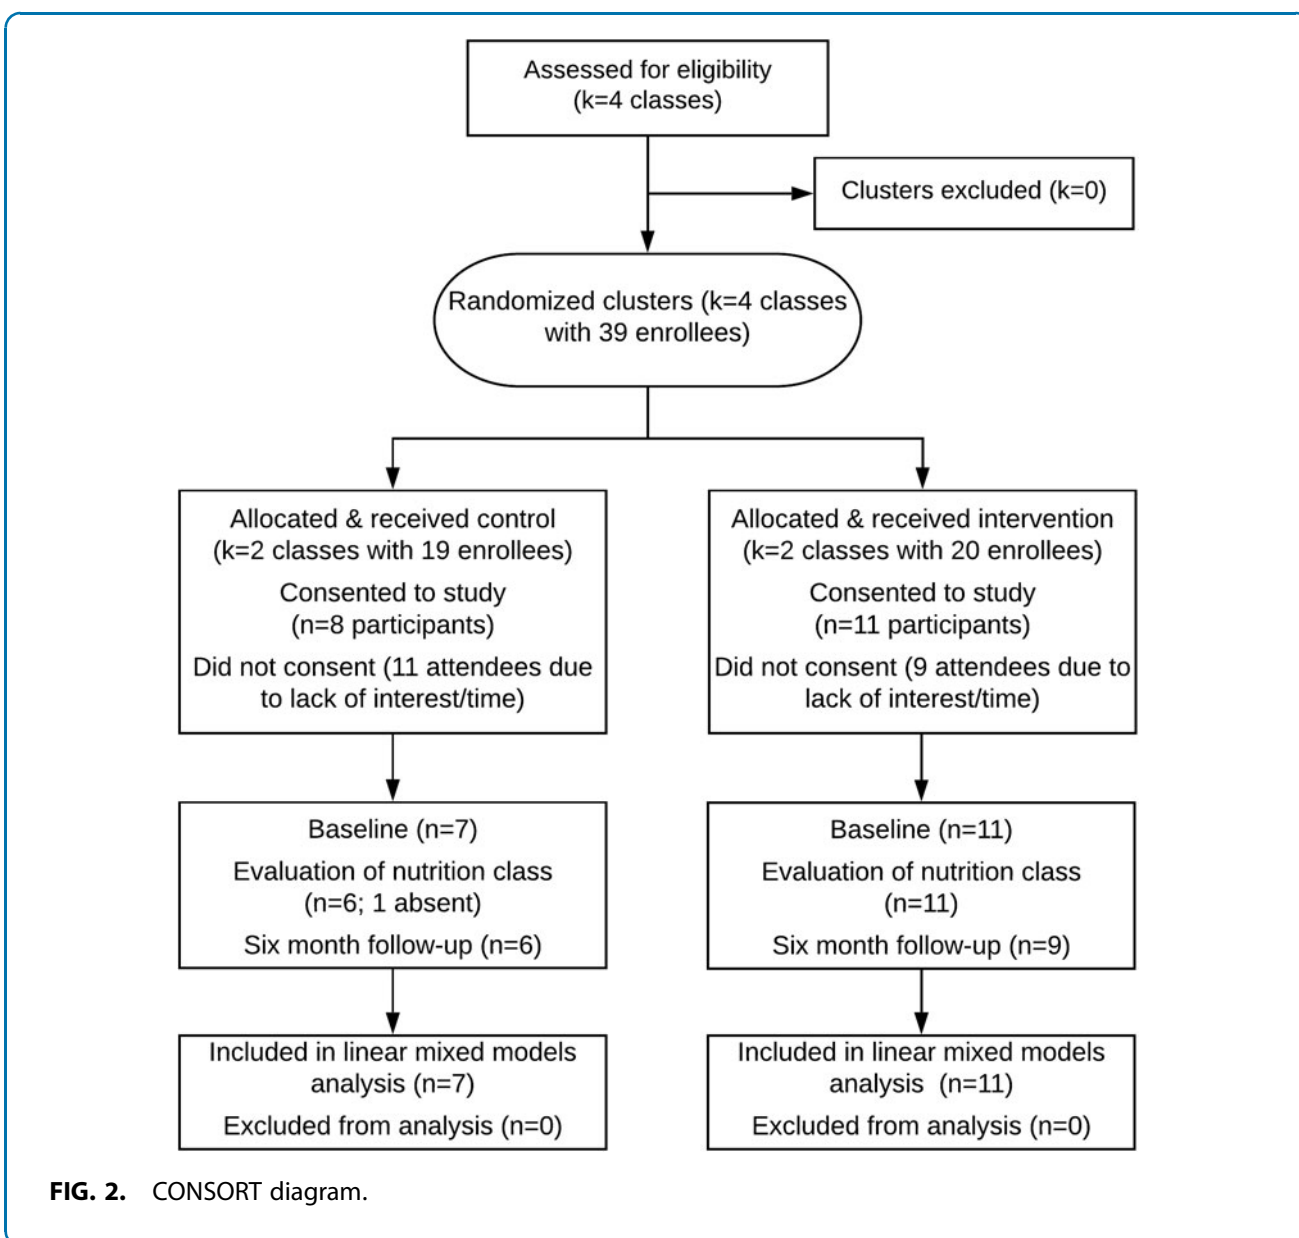 Assessed for eligibility
(k=4 classes)
Clusters excluded (k=0)
Randomized clusters (k=4 classes
with 39 enrollees)
Allocated & received control
(k=2 classes with 19 enrollees)
Consented to study
(n=8 participants)
Did not consent (11 attendees due
to lack of interest/time)
Allocated & received intervention
(k=2 classes with 20 enrollees)
Consented to study
(n=11 participants)
Did not consent (9 attendees due to
lack of interest/time)
Baseline (n=7)
Evaluation of nutrition class
(n=6; 1 absent)
Six month follow-up (n=6)
Baseline (n=11)
Evaluation of nutrition class
(n=11)
Six month follow-up (n=9)
Included in linear mixed models
analysis (n=7)
Excluded from analysis (n=0)
Included in linear mixed models
analysis (n=11)
Excluded from analysis (n=0)
FIG. 2. CONSORT diagram.